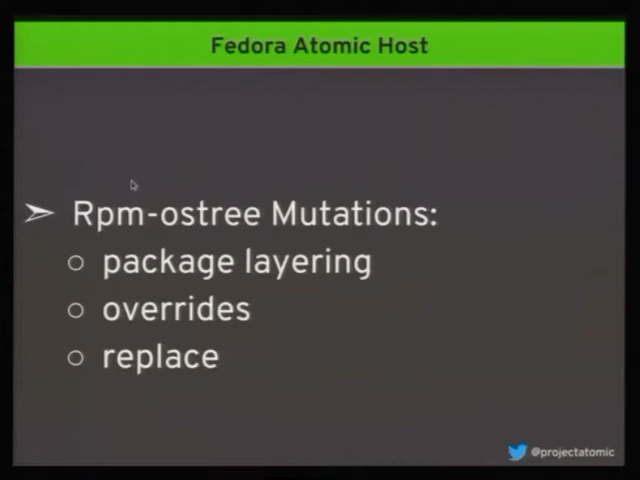 Fedora Atomic Host
➣ Rpm-ostree Mutations:
○ package layering
○ overrides
○ replace
@projectatomic